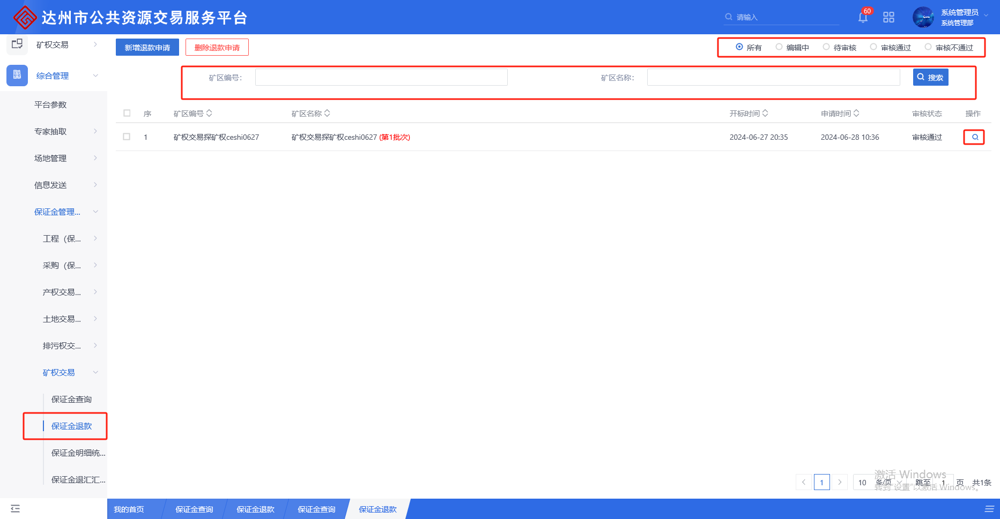 达州市公共资源交易服务平台
请输入
60
系统管理员
系统管理部
矿权交易
综合管理
平台参数
专家抽取
场地管理
信息发送
保证金管理...
工程（保...
采购（保...
产权交易...
土地交易...
排污权交...
矿权交易
保证金查询
保证金退款
保证金明细统...
保证金退汇汇...
新增退款申请 删除退款申请
所有 编辑中 待审核 审核通过 审核不通过
矿区编号： 矿区名称： 搜索
序 矿区编号 矿区名称 开标时间 申请时间 审核状态 操作
1 矿权交易探矿权ceshi0627 矿权交易探矿权ceshi0627 (第1批次) 2024-06-27 20:35 2024-06-28 10:36 审核通过
1 10 条/页 跳至 1 页 共1条
激活 Windows
转到"设置"以激活 Windows。
我的首页 保证金查询 保证金退款 保证金查询 保证金退款